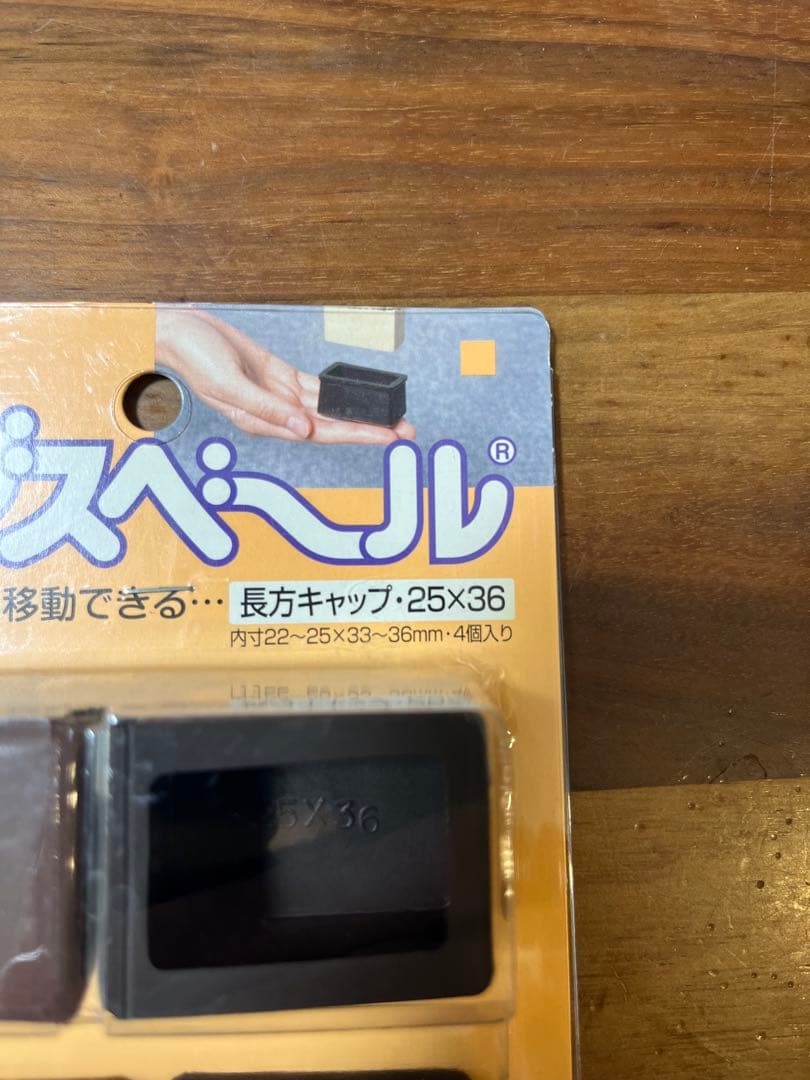 スベール®
移動できる… 長方キャップ・25×36
内寸22〜25×33〜36mm・4個入り
5X36